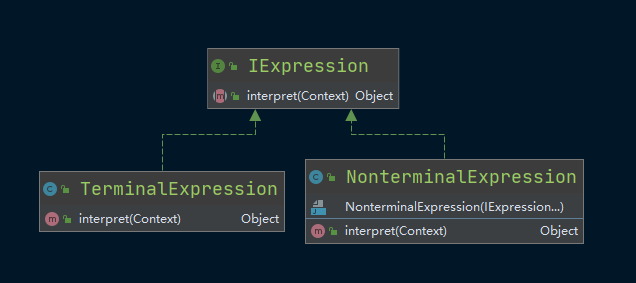 IExpression
interpret(Context) Object
TerminalExpression
interpret(Context) Object
NonterminalExpression
NonterminalExpression(IExpression...)
interpret(Context) Object